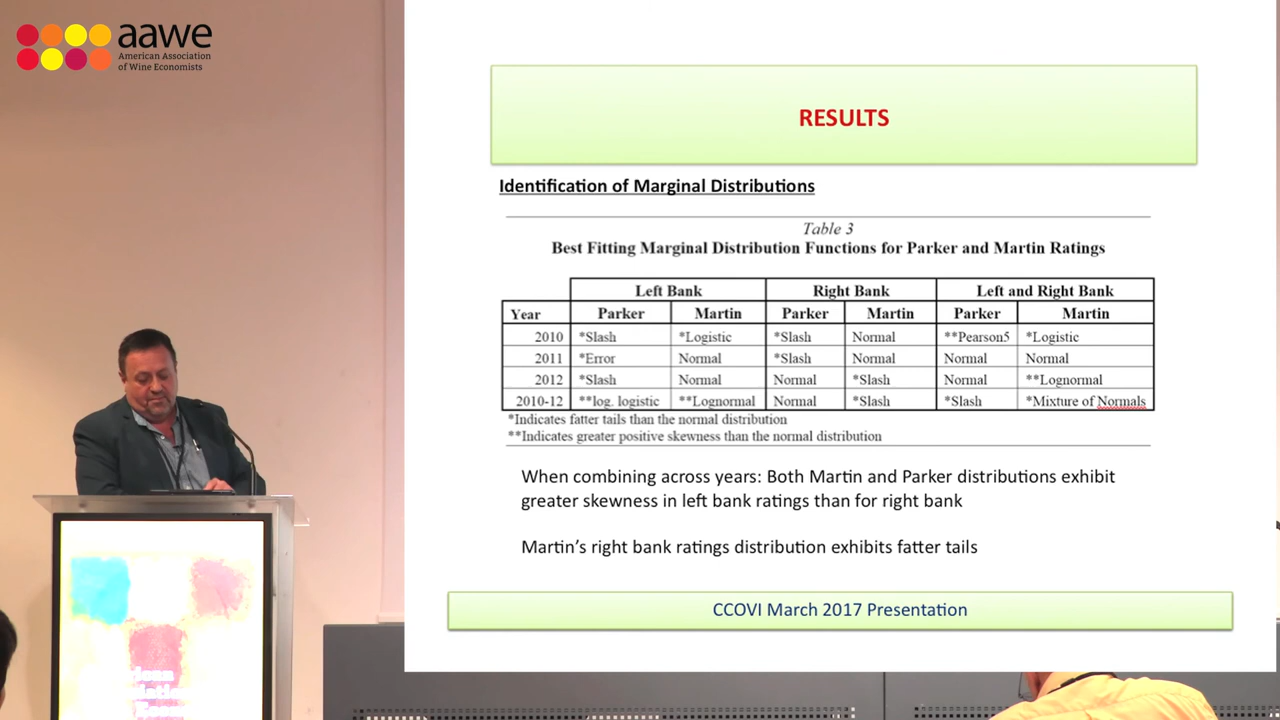 aawe
American Association
of Wine Economists
RESULTS
Identification of Marginal Distributions
Table 3
Best Fitting Marginal Distribution Functions for Parker and Martin Ratings
Left Bank Right Bank Left and Right Bank
Year Parker Martin Parker Martin Parker Martin
2010 *Slash *Logistic *Slash Normal **Pearson5 *Logistic
2011 *Error Normal *Slash Normal Normal Normal
2012 *Slash Normal Normal *Slash Normal **Lognormal
2010-12 **log. logistic **Lognormal Normal *Slash *Slash *Mixture of Normals
*Indicates fatter tails than the normal distribution
**Indicates greater positive skewness than the normal distribution
When combining across years: Both Martin and Parker distributions exhibit
greater skewness in left bank ratings than for right bank
Martin's right bank ratings distribution exhibits fatter tails
CCOVI March 2017 Presentation